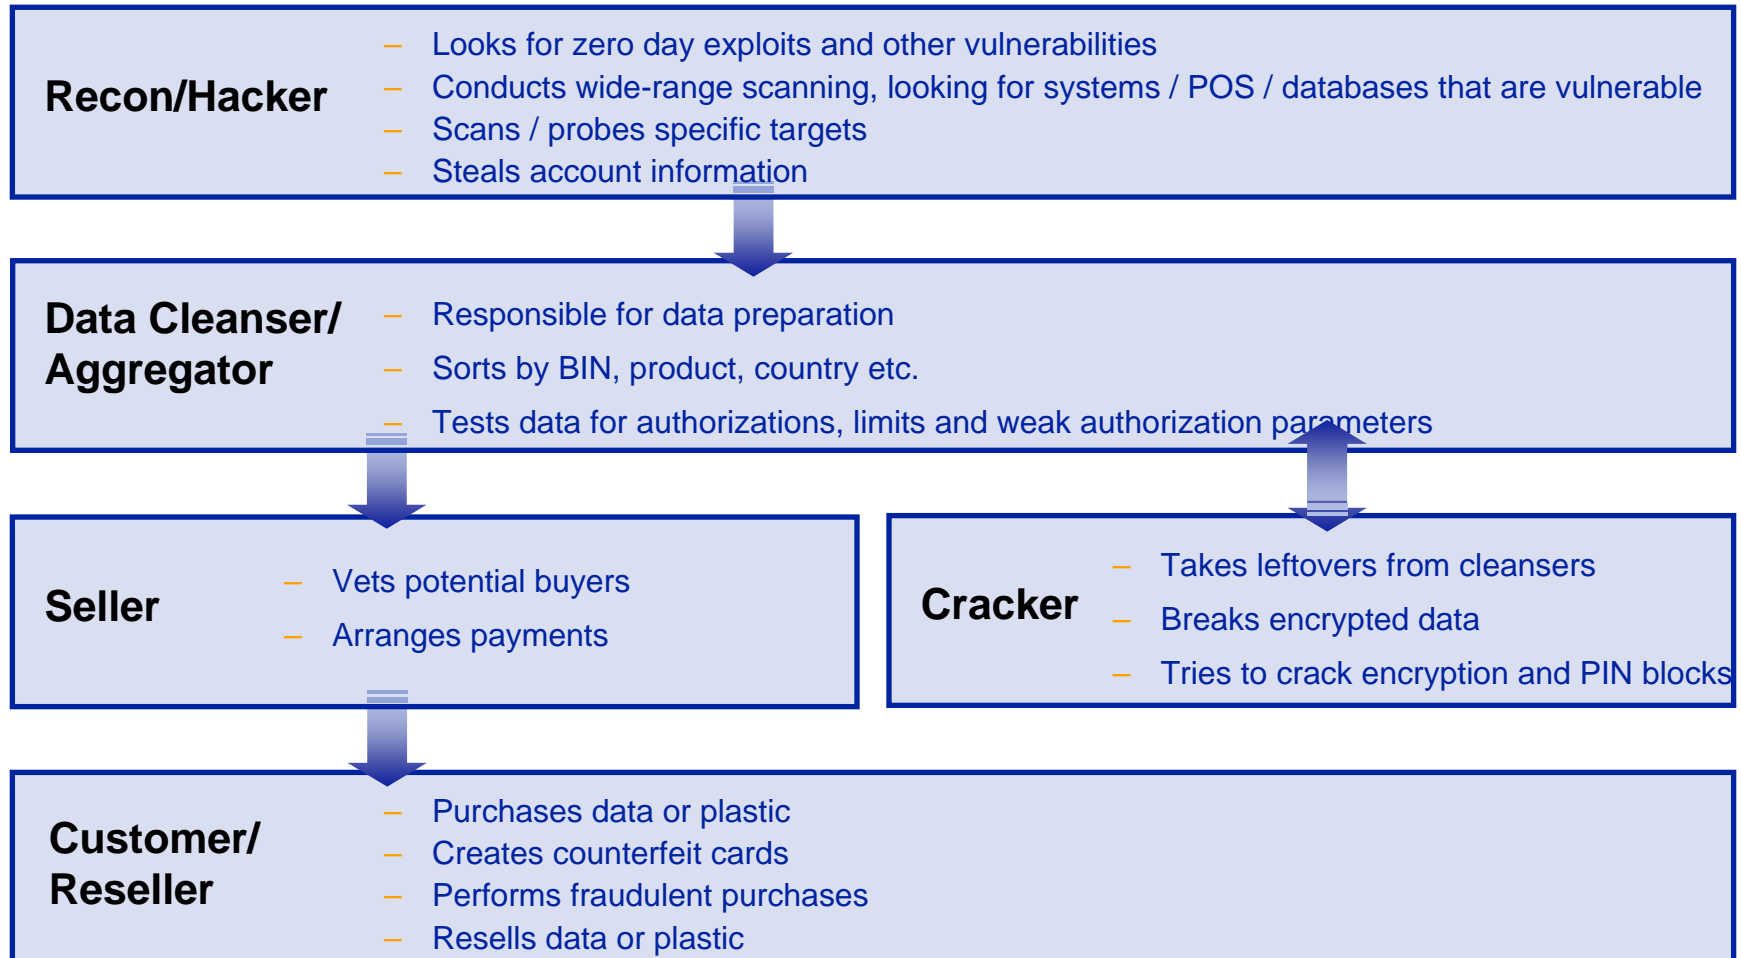 Recon/Hacker
– Looks for zero day exploits and other vulnerabilities
– Conducts wide-range scanning, looking for systems / POS / databases that are vulnerable
– Scans / probes specific targets
– Steals account information
Data Cleanser/
Aggregator
– Responsible for data preparation
– Sorts by BIN, product, country etc.
– Tests data for authorizations, limits and weak authorization parameters
Seller
– Vets potential buyers
– Arranges payments
Cracker
– Takes leftovers from cleansers
– Breaks encrypted data
– Tries to crack encryption and PIN blocks
Customer/
Reseller
– Purchases data or plastic
– Creates counterfeit cards
– Performs fraudulent purchases
– Resells data or plastic